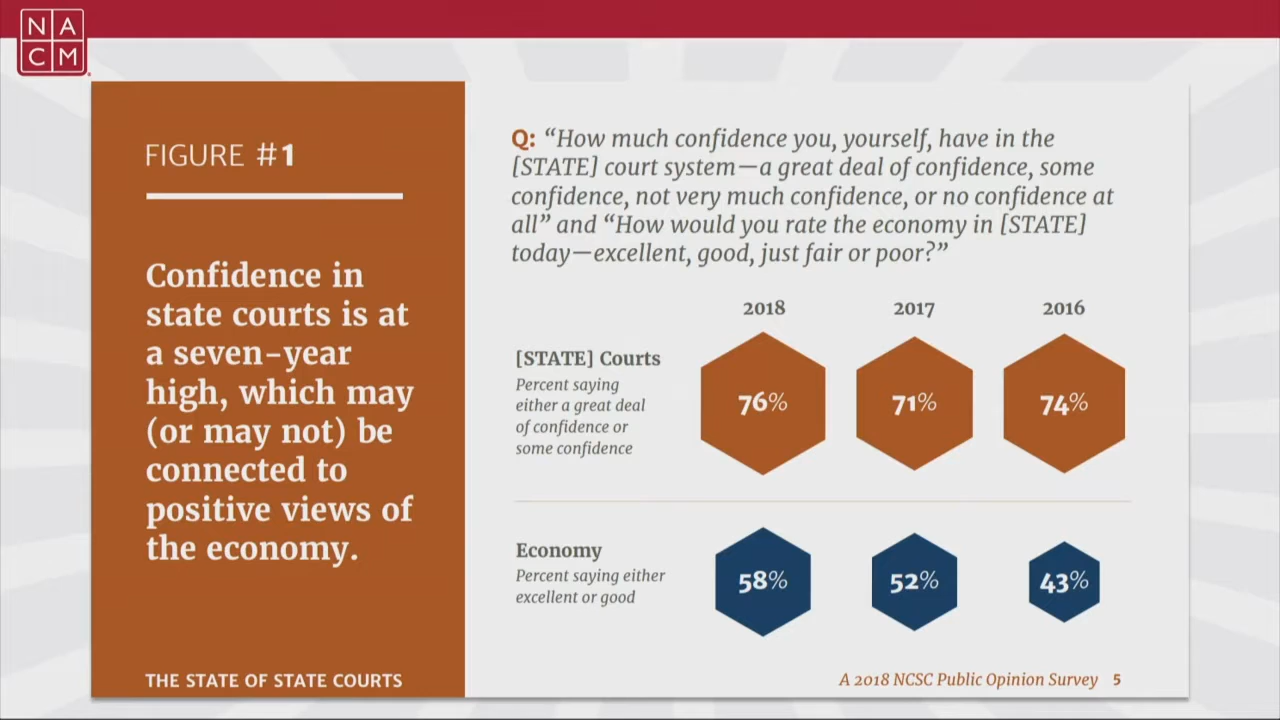 NA
CM
FIGURE #1
Confidence in
state courts is at
a seven-year
high, which may
(or may not) be
connected to
positive views of
the economy.
THE STATE OF STATE COURTS
Q: “How much confidence you, yourself, have in the
[STATE] court system—a great deal of confidence, some
confidence, not very much confidence, or no confidence at
all” and “How would you rate the economy in [STATE]
today—excellent, good, just fair or poor?”
2018 2017 2016
[STATE] Courts
Percent saying
either a great deal
of confidence or
some confidence
76% 71% 74%
Economy
Percent saying either
excellent or good
58% 52% 43%
A 2018 NCSC Public Opinion Survey 5